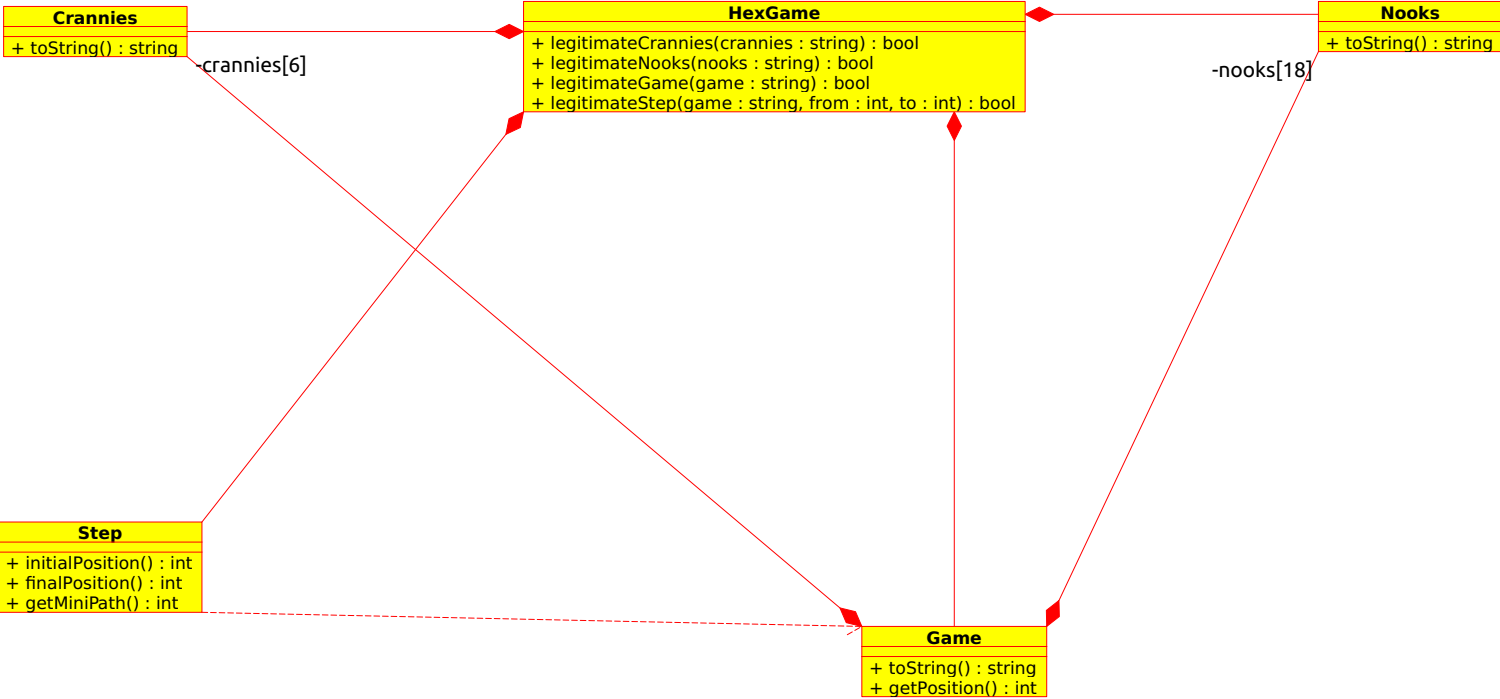 Crannies
+ toString() : string
-crannies[6]
HexGame
+ legitimateCrannies(crannies : string) : bool
+ legitimateNooks(nooks : string) : bool
+ legitimateGame(game : string) : bool
+ legitimateStep(game : string, from : int, to : int) : bool
Nooks
+ toString() : string
-nooks[18]
Step
+ initialPosition() : int
+ finalPosition() : int
+ getMiniPath() : int
Game
+ toString() : string
+ getPosition() : int